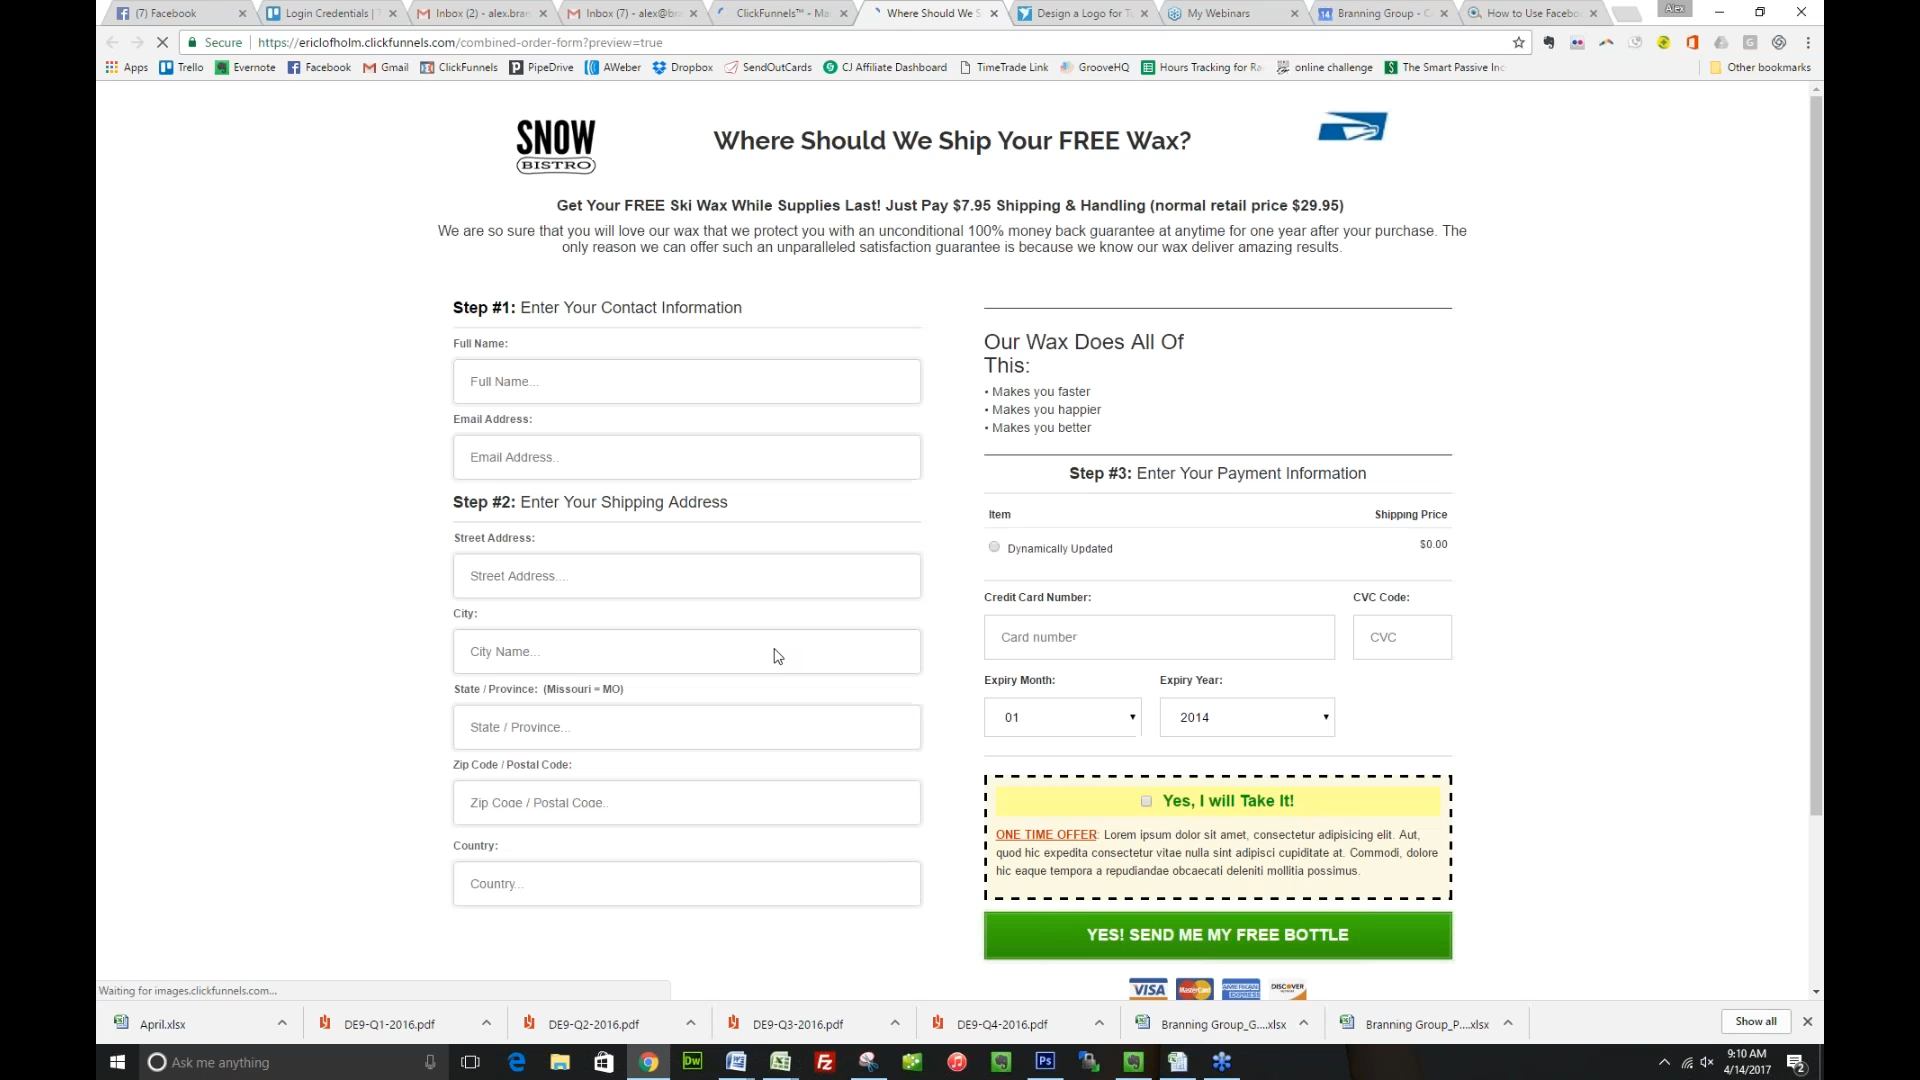 (7) Facebook
Login Credentials |
Inbox (2) - alex.bran
Inbox (7) - alex@bra
ClickFunnels™ - Ma
Where Should We S
Design a Logo for T
My Webinars
Branning Group - C
How to Use Facebo
Alex
Secure
https://ericlofholm.clickfunnels.com/combined-order-form?preview=true
Apps
Trello
Evernote
Facebook
Gmail
ClickFunnels
PipeDrive
AWeber
Dropbox
SendOutCards
CJ Affiliate Dashboard
TimeTrade Link
GrooveHQ
Hours Tracking for Ra
online challenge
The Smart Passive Inc
Other bookmarks
SNOW
BISTRO
Where Should We Ship Your FREE Wax?
Get Your FREE Ski Wax While Supplies Last! Just Pay $7.95 Shipping & Handling (normal retail price $29.95)
We are so sure that you will love our wax that we protect you with an unconditional 100% money back guarantee at anytime for one year after your purchase. The
only reason we can offer such an unparalleled satisfaction guarantee is because we know our wax deliver amazing results.
Step #1: Enter Your Contact Information
Full Name:
Full Name...
Email Address:
Email Address..
Step #2: Enter Your Shipping Address
Street Address:
Street Address....
City:
City Name...
State / Province: (Missouri = MO)
State / Province...
Zip Code / Postal Code:
Zip Code / Postal Code..
Country:
Country...
Our Wax Does All Of
This:
• Makes you faster
• Makes you happier
• Makes you better
Step #3: Enter Your Payment Information
Item
Shipping Price
Dynamically Updated
$0.00
Credit Card Number:
CVC Code:
Card number
CVC
Expiry Month:
Expiry Year:
01
2014
Yes, I will Take It!
ONE TIME OFFER: Lorem ipsum dolor sit amet, consectetur adipisicing elit. Aut,
quod hic expedita consectetur vitae nulla sint adipisci cupiditate at. Commodi, dolore
hic eaque tempora a repudiandae obcaecati deleniti mollitia possimus.
YES! SEND ME MY FREE BOTTLE
VISA
MasterCard
AMERICAN EXPRESS
DISCOVER
Waiting for images.clickfunnels.com...
April.xlsx
DE9-Q1-2016.pdf
DE9-Q2-2016.pdf
DE9-Q3-2016.pdf
DE9-Q4-2016.pdf
Branning Group_G....xlsx
Branning Group_P....xlsx
Show all
Ask me anything
9:10 AM
4/14/2017
2